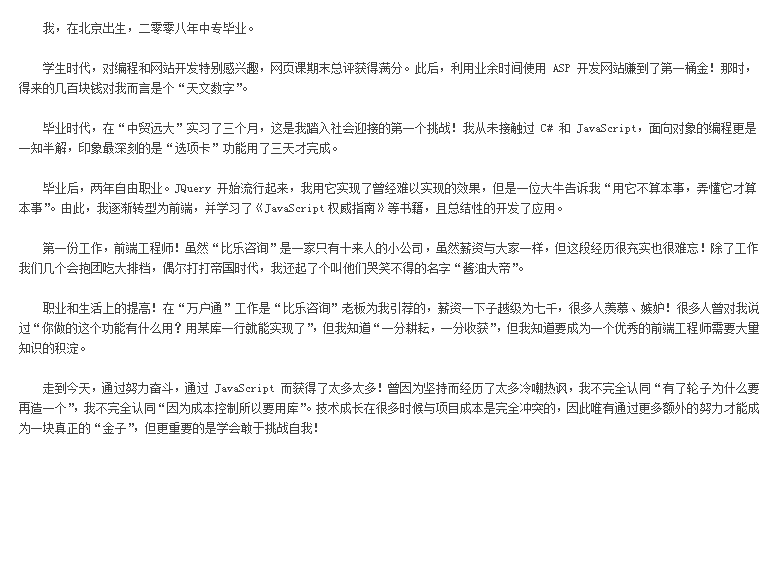 我，在北京出生，二零零八年中专毕业。
学生时代，对编程和网站开发特别感兴趣，网页课期末总评获得满分。此后，利用业余时间使用 ASP 开发网站赚到了第一桶金！那时，
得来的几百块钱对我而言是个“天文数字”。
毕业时代，在“中贸远大”实习了三个月，这是我踏入社会迎接的第一个挑战！我从未接触过 C# 和 JavaScript，面向对象的编程更是
一知半解，印象最深刻的是“选项卡”功能用了三天才完成。
毕业后，两年自由职业。JQuery 开始流行起来，我用它实现了曾经难以实现的效果，但是一位大牛告诉我“用它不算本事，弄懂它才算
本事”。由此，我逐渐转型为前端，并学习了《JavaScript权威指南》等书籍，且总结性的开发了应用。
第一份工作，前端工程师！虽然“比乐咨询”是一家只有十来人的小公司，虽然薪资与大家一样，但这段经历很充实也很难忘！除了工作
我们几个会抱团吃大排档，偶尔打打帝国时代，我还起了个叫他们哭笑不得的名字“酱油大帝”。
职业和生活上的提高！在“万户通”工作是“比乐咨询”老板为我引荐的，薪资一下子越级为七千，很多人羡慕、嫉妒！很多人曾对我说
过“你做的这个功能有什么用？用某库一行就能实现了”，但我知道“一分耕耘，一分收获”，但我知道要成为一个优秀的前端工程师需要大量
知识的积淀。
走到今天，通过努力奋斗，通过 JavaScript 而获得了太多太多！曾因为坚持而经历了太多冷嘲热讽，我不完全认同“有了轮子为什么要
再造一个”，我不完全认同“因为成本控制所以要用库”。技术成长在很多时候与项目成本是完全冲突的，因此唯有通过更多额外的努力才能成
为一块真正的“金子”，但更重要的是学会敢于挑战自我！